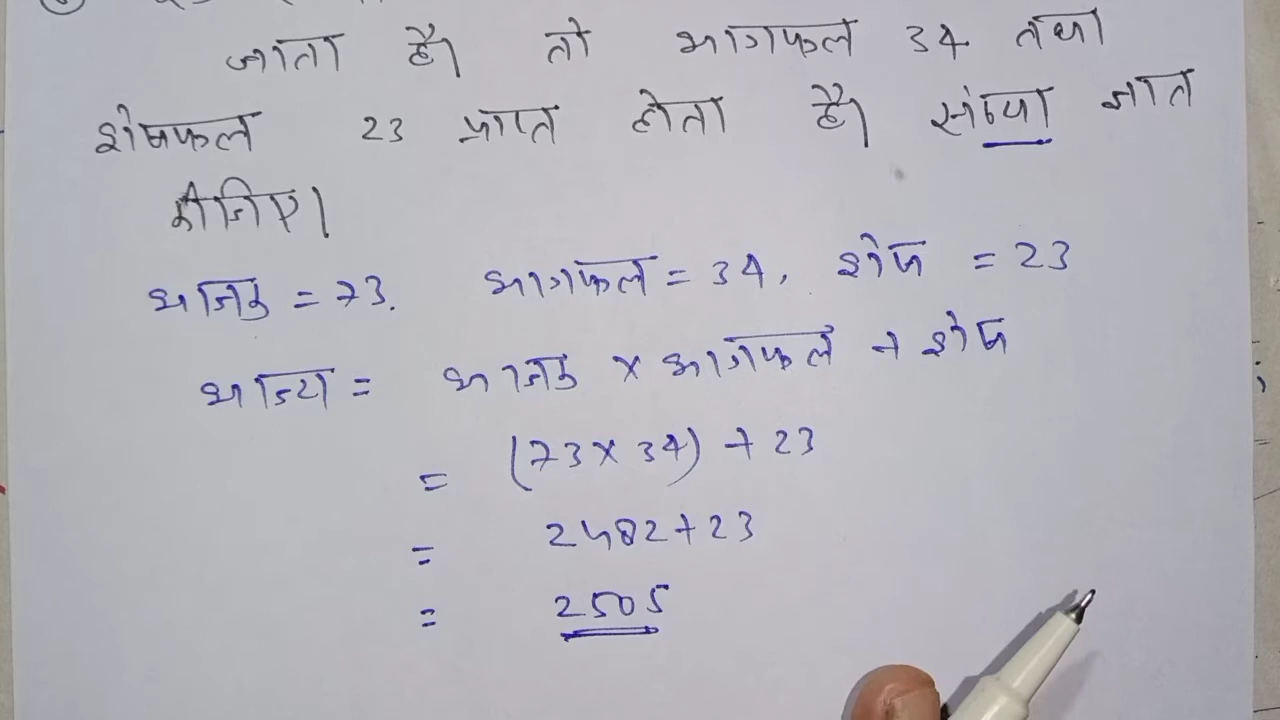 जाता है। तो भागफल 34 तथा
शेषफल 23 प्राप्त होता है। संख्या ज्ञात
कीजिए।
भाजक = 73. भागफल = 34, शेष = 23
भाज्य = भाजक × भागफल + शेष
= (73 × 34) + 23
= 2482 + 23
= 2505